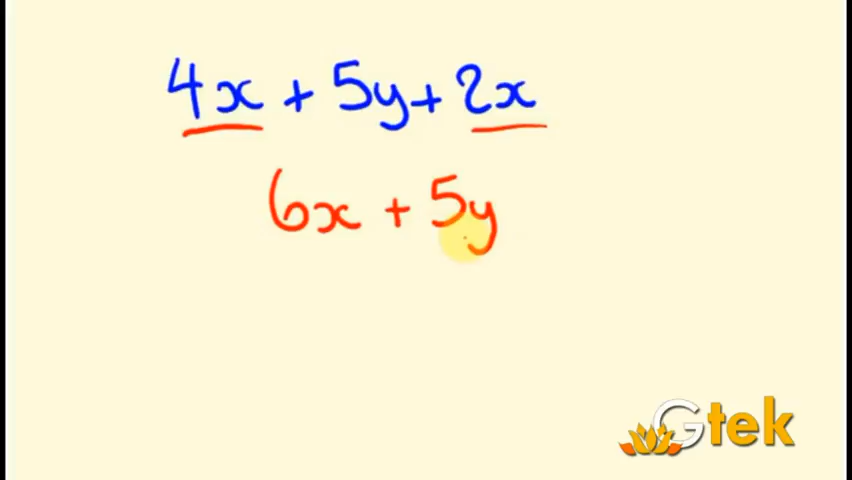 4x + 5y + 2x
6x + 5y
Gtek